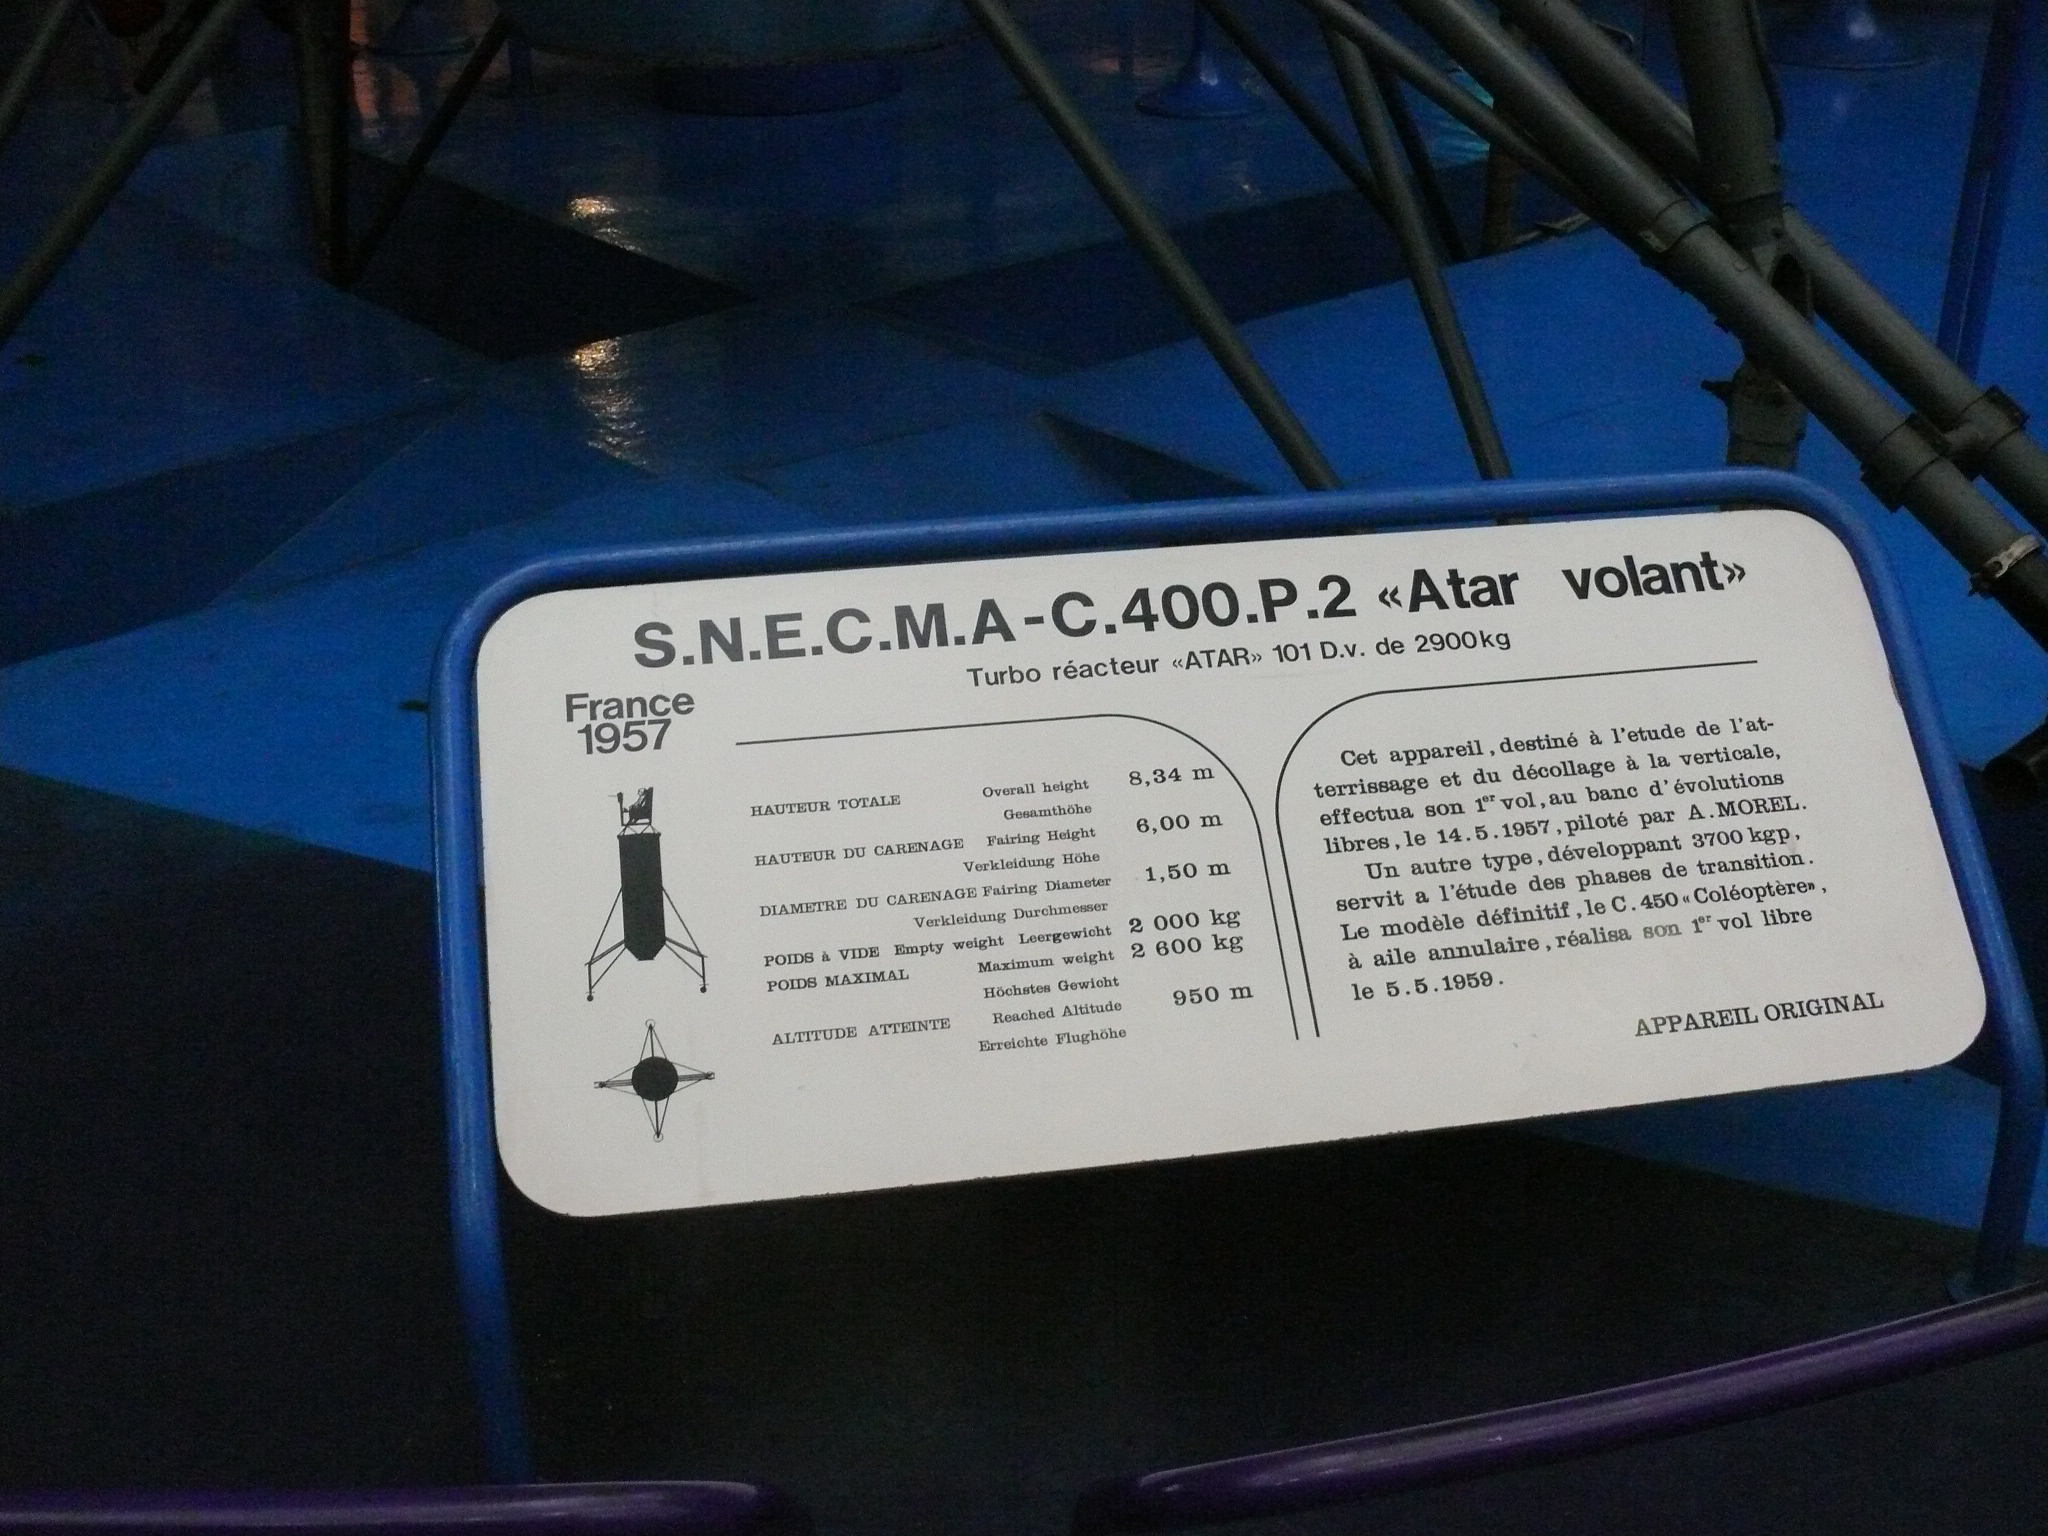 S.N.E.C.M.A-C.400.P.2 «Atar volant»
Turbo réacteur «ATAR» 101 D.v. de 2900kg
France
1957
HAUTEUR TOTALE Overall height 8,34 m
Gesamthöhe
HAUTEUR DU CARENAGE Fairing Height 6,00 m
Verkleidung Höhe
DIAMETRE DU CARENAGE Fairing Diameter 1,50 m
Verkleidung Durchmesser
POIDS à VIDE Empty weight Leergewicht 2 000 kg
POIDS MAXIMAL Maximum weight 2 600 kg
Höchstes Gewicht
ALTITUDE ATTEINTE Reached Altitude 950 m
Erreichte Flughöhe
Cet appareil, destiné à l'etude de l'at-
terrissage et du décollage à la verticale,
effectua son 1er vol, au banc d'évolutions
libres, le 14.5.1957, piloté par A.MOREL.
Un autre type, développant 3700 kgp,
servit a l'étude des phases de transition.
Le modèle définitif, le C.450 «Coléoptère»,
à aile annulaire, réalisa son 1er vol libre
le 5.5.1959.
APPAREIL ORIGINAL